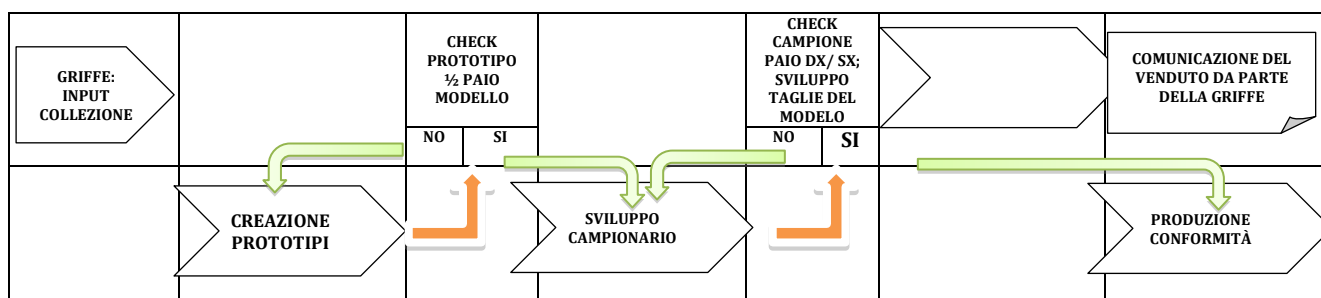 GRIFFE:
INPUT
COLLEZIONE
CHECK
PROTOTIPO
½ PAIO
MODELLO
NO
SI
CHECK
CAMPIONE
PAIO DX/ SX;
SVILUPPO
TAGLIE DEL
MODELO
NO
SI
COMUNICAZIONE DEL
VENDUTO DA PARTE
DELLA GRIFFE
CREAZIONE
PROTOTIPI
SVILUPPO
CAMPIONARIO
PRODUZIONE
CONFORMITÀ